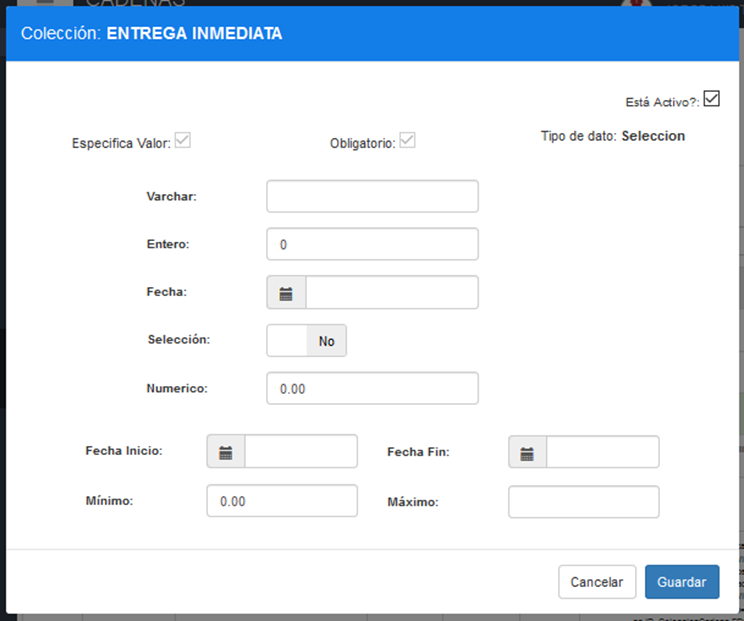 CADENAS
Colección: ENTREGA INMEDIATA
Está Activo?:
Especifica Valor: Obligatorio: Tipo de dato: Seleccion
Varchar:
Entero: 0
Fecha:
Selección: No
Numerico: 0.00
Fecha Inicio: Fecha Fin:
Mínimo: 0.00 Máximo:
Cancelar Guardar